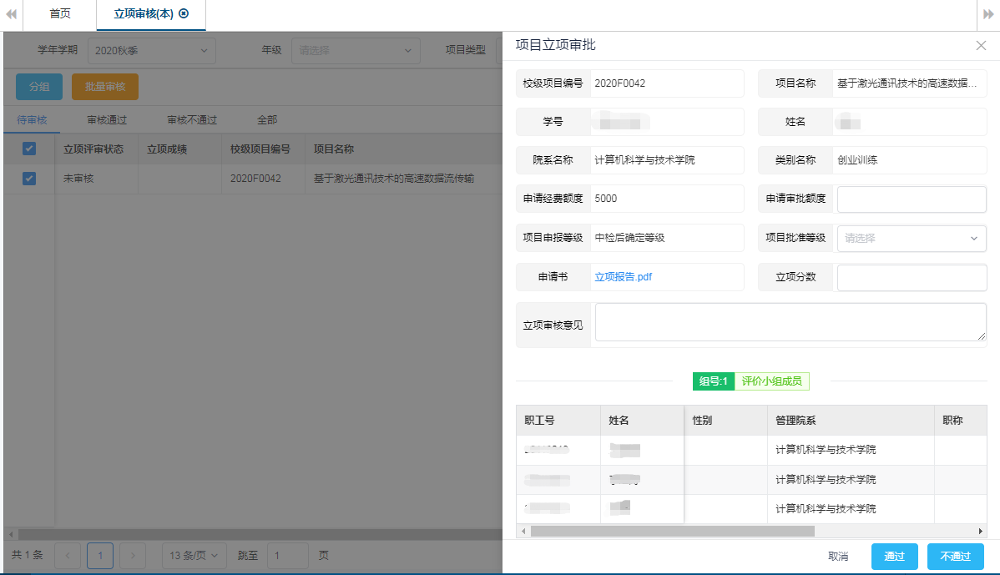 首页
立项审核(本)
学年学期 2020秋季 年级 请选择 项目类型
分组 批量审核
待审核 审核通过 审核不通过 全部
立项评审状态 立项成绩 校级项目编号 项目名称
未审核 2020F0042 基于激光通讯技术的高速数据流传输
共 1 条 1 13 条/页 跳至 1 页
项目立项审批
校级项目编号 2020F0042 项目名称 基于激光通讯技术的高速数据...
学号 姓名
院系名称 计算机科学与技术学院 类别名称 创业训练
申请经费额度 5000 申请审批额度
项目申报等级 中检后确定等级 项目批准等级 请选择
申请书 立项报告.pdf 立项分数
立项审核意见
组号:1 评价小组成员
职工号 姓名 性别 管理院系 职称
计算机科学与技术学院
计算机科学与技术学院
计算机科学与技术学院
取消 通过 不通过